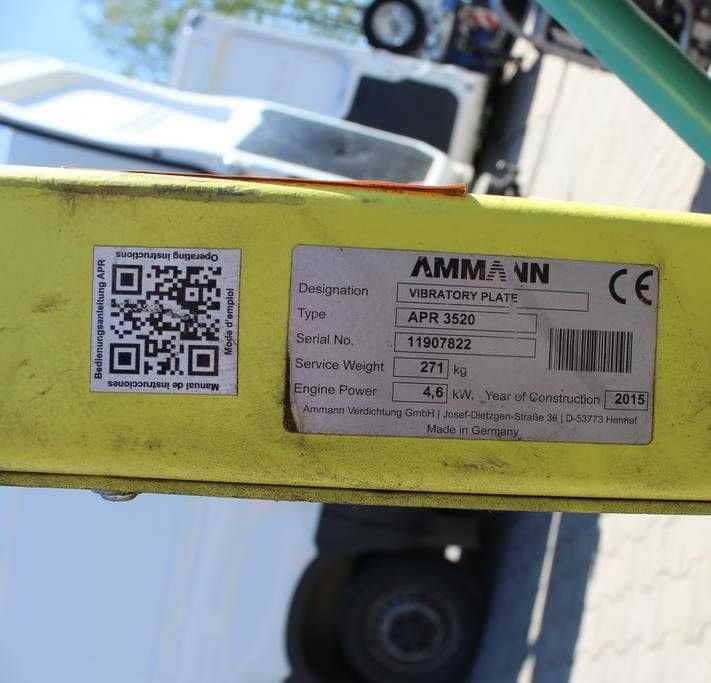 Operating instructions
Bedienungsanleitung APR
Mode d'emploi
Manual de instrucciones
AMMANN
Designation VIBRATORY PLATE
Type APR 3520
Serial No. 11907822
Service Weight 271 kg
Engine Power 4,6 kW, Year of Construction 2015
Ammann Verdichtung GmbH | Josef-Dietzgen-Straße 36 | D-53773 Hennef
Made in Germany
CE